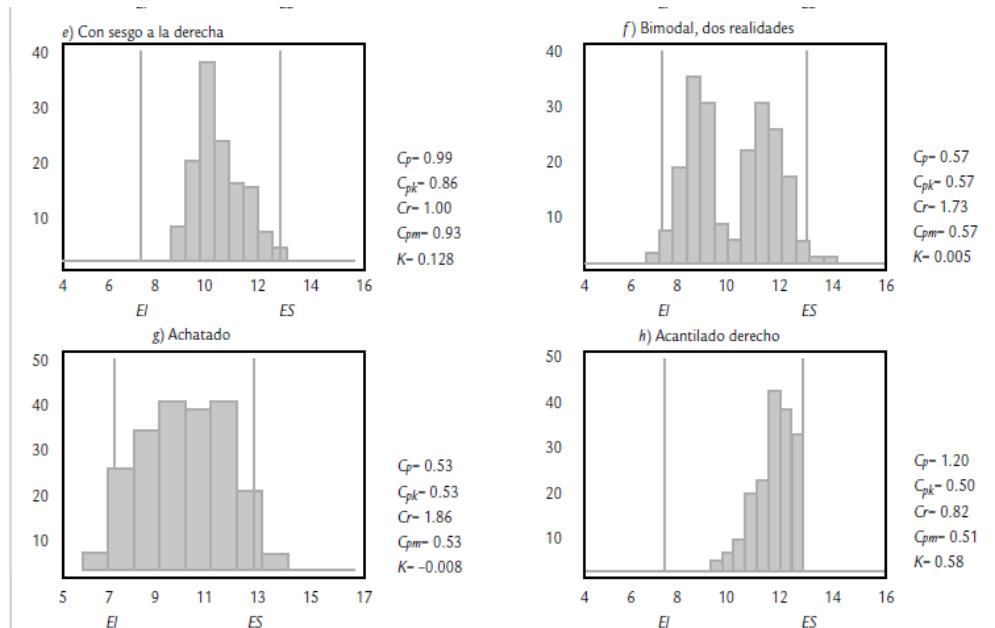 e) Con sesgo a la derecha
40
30
20
10
4 6 8 10 12 14 16
EI ES
Cp= 0.99
Cpk= 0.86
Cr= 1.00
Cpm= 0.93
K= 0.128
f) Bimodal, dos realidades
40
30
20
10
4 6 8 10 12 14 16
EI ES
Cp= 0.57
Cpk= 0.57
Cr= 1.73
Cpm= 0.57
K= 0.005
g) Achatado
50
40
30
20
10
5 7 9 11 13 15 17
EI ES
Cp= 0.53
Cpk= 0.53
Cr= 1.86
Cpm= 0.53
K= –0.008
h) Acantilado derecho
50
40
30
20
10
4 6 8 10 12 14 16
EI ES
Cp= 1.20
Cpk= 0.50
Cr= 0.82
Cpm= 0.51
K= 0.58